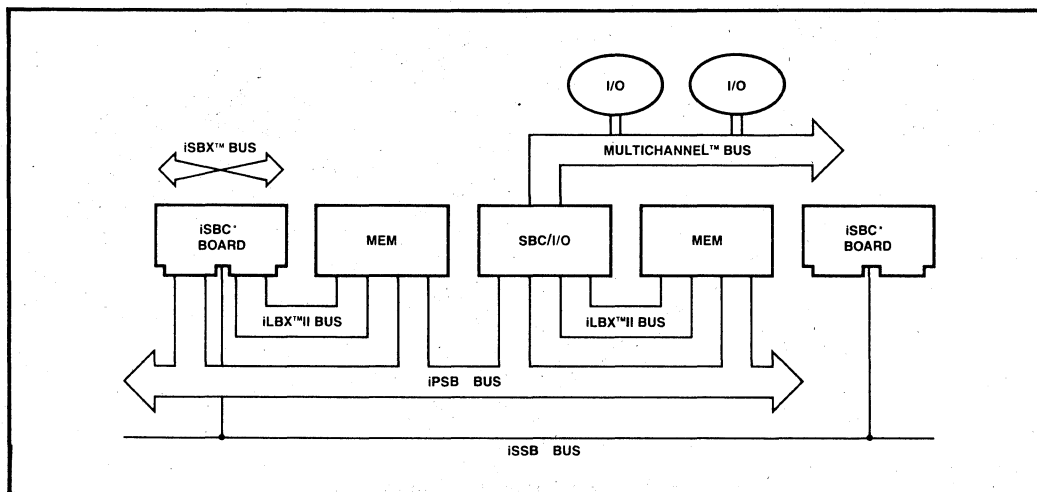 I/O
I/O
MULTICHANNEL™ BUS
iSBX™ BUS
iSBC*
BOARD
MEM
SBC/I/O
MEM
iSBC*
BOARD
iLBX™II BUS
iLBX™II BUS
iPSB BUS
iSSB BUS